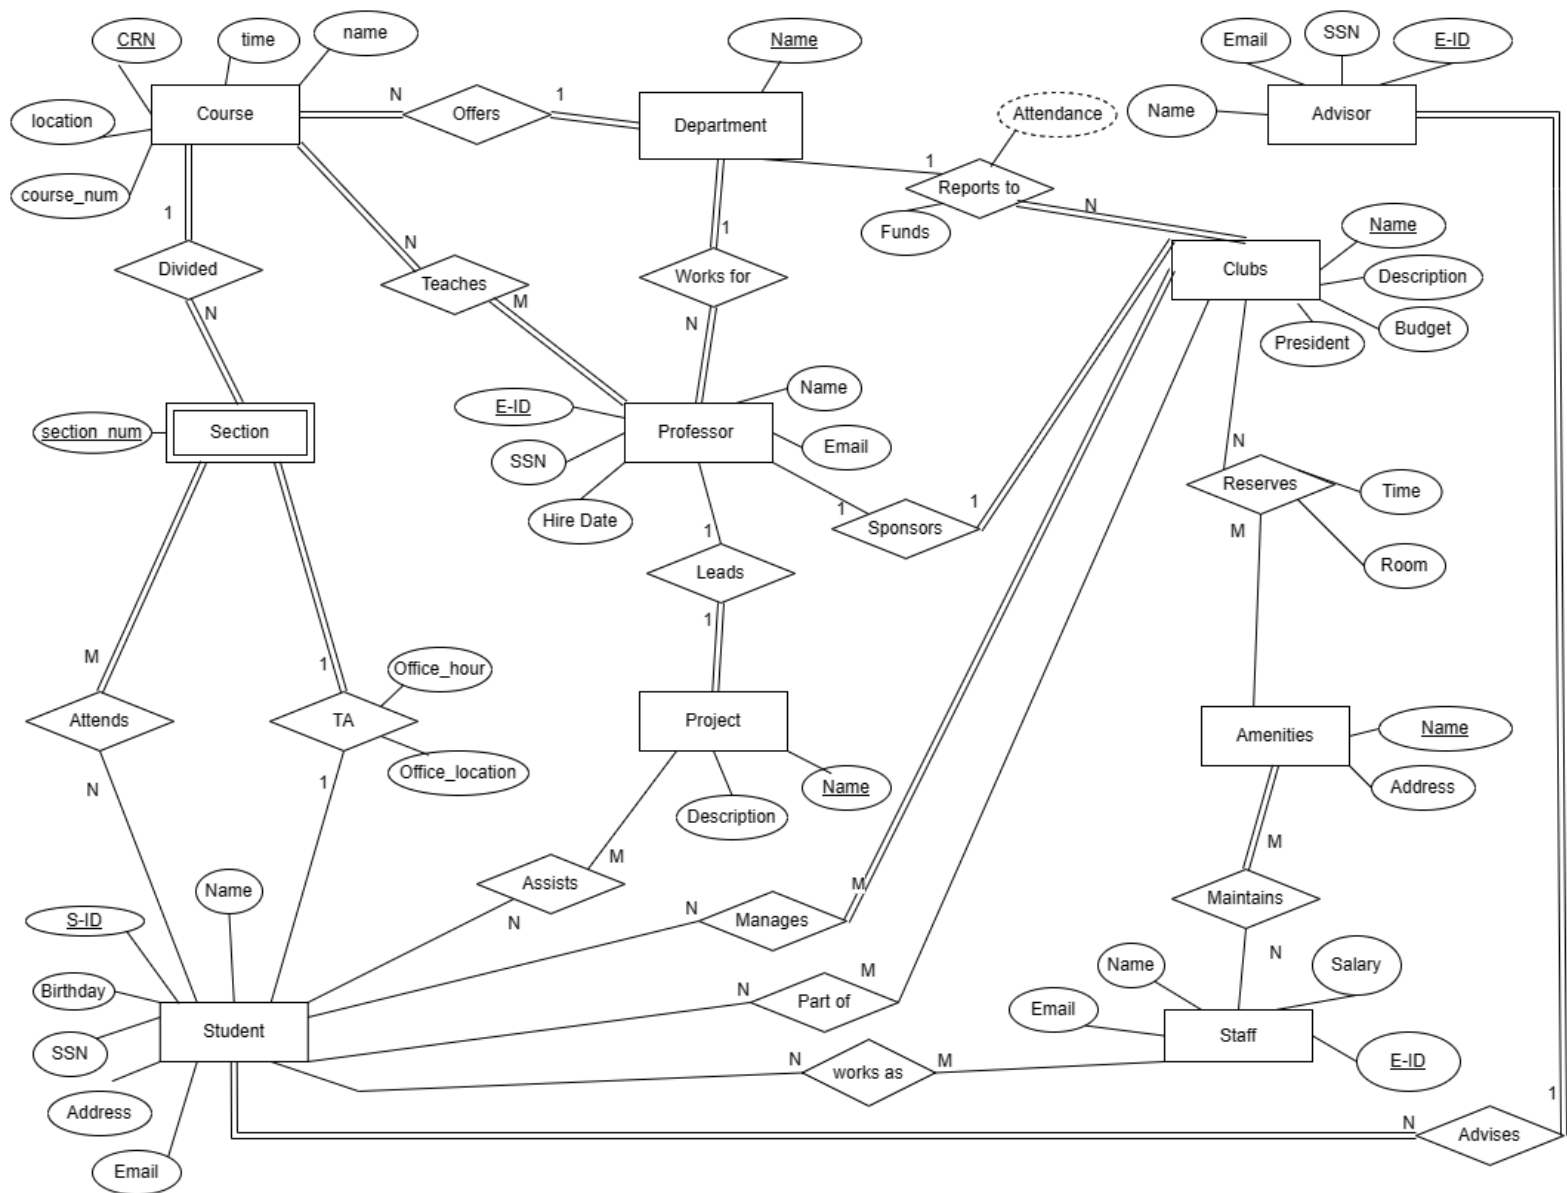 CRN
time
name
Name
Email
SSN
E-ID
location
Course
N
Offers
1
Department
Attendance
Name
Advisor
course_num
1
Reports to
Funds
N
Name
1
N
1
Divided
Teaches
M
Works for
Clubs
Description
N
N
President
Budget
section_num
Section
E-ID
Professor
Name
Email
SSN
Hire Date
1
Sponsors
1
N
Reserves
Time
M
Room
1
Leads
1
M
1
Office_hour
Attends
TA
Project
Amenities
Name
N
1
Office_location
Description
Name
Address
M
M
Name
Assists
N
M
N
Manages
Maintains
S-ID
M
N
Name
Salary
Birthday
N
Part of
Email
Student
Staff
SSN
N
works as
M
E-ID
Address
1
N
Advises
Email